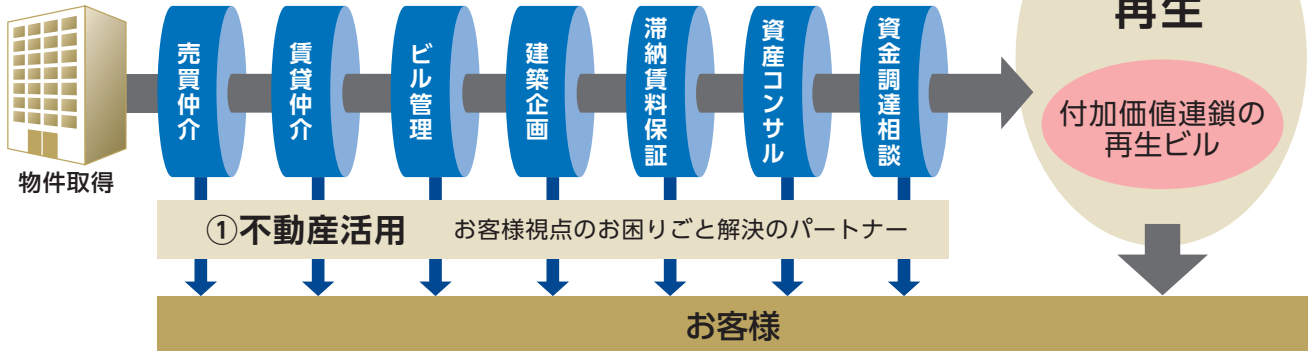 再生
売買仲介
賃貸仲介
ビル管理
建築企画
滞納賃料保証
資産コンサル
資金調達相談
付加価値連鎖の
再生ビル
物件取得
①不動産活用 お客様視点のお困りごと解決のパートナー
お客様